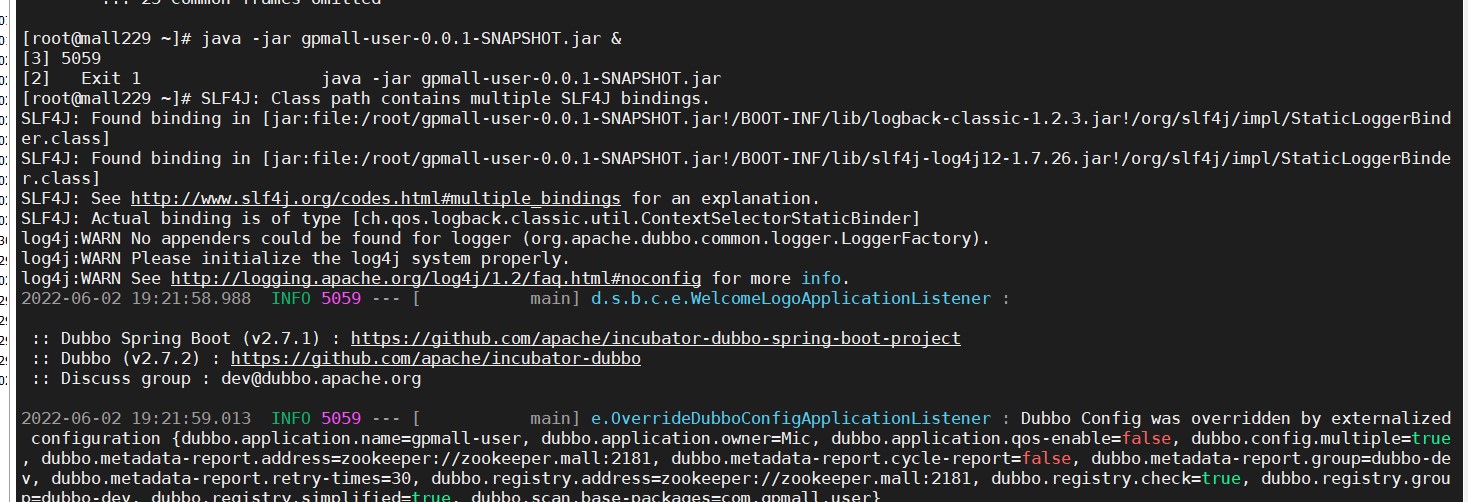 ... 25 common frames omitted
[root@mall229 ~]# java -jar gpmall-user-0.0.1-SNAPSHOT.jar &
[3] 5059
[2]   Exit 1                  java -jar gpmall-user-0.0.1-SNAPSHOT.jar
[root@mall229 ~]# SLF4J: Class path contains multiple SLF4J bindings.
SLF4J: Found binding in [jar:file:/root/gpmall-user-0.0.1-SNAPSHOT.jar!/BOOT-INF/lib/logback-classic-1.2.3.jar!/org/slf4j/impl/StaticLoggerBind
er.class]
SLF4J: Found binding in [jar:file:/root/gpmall-user-0.0.1-SNAPSHOT.jar!/BOOT-INF/lib/slf4j-log4j12-1.7.26.jar!/org/slf4j/impl/StaticLoggerBinde
r.class]
SLF4J: See http://www.slf4j.org/codes.html#multiple_bindings for an explanation.
SLF4J: Actual binding is of type [ch.qos.logback.classic.util.ContextSelectorStaticBinder]
log4j:WARN No appenders could be found for logger (org.apache.dubbo.common.logger.LoggerFactory).
log4j:WARN Please initialize the log4j system properly.
log4j:WARN See http://logging.apache.org/log4j/1.2/faq.html#noconfig for more info.
2022-06-02 19:21:58.988  INFO 5059 --- [           main] d.s.b.c.e.WelcomeLogoApplicationListener :
 :: Dubbo Spring Boot (v2.7.1) : https://github.com/apache/incubator-dubbo-spring-boot-project
 :: Dubbo (v2.7.2) : https://github.com/apache/incubator-dubbo
 :: Discuss group : dev@dubbo.apache.org
2022-06-02 19:21:59.013  INFO 5059 --- [           main] e.OverrideDubboConfigApplicationListener : Dubbo Config was overridden by externalized
 configuration {dubbo.application.name=gpmall-user, dubbo.application.owner=Mic, dubbo.application.qos-enable=false, dubbo.config.multiple=true
, dubbo.metadata-report.address=zookeeper://zookeeper.mall:2181, dubbo.metadata-report.cycle-report=false, dubbo.metadata-report.group=dubbo-de
v, dubbo.metadata-report.retry-times=30, dubbo.registry.address=zookeeper://zookeeper.mall:2181, dubbo.registry.check=true, dubbo.registry.grou
p=dubbo-dev, dubbo.registry.simplified=true, dubbo.scan.base-packages=com.gpmall.user}